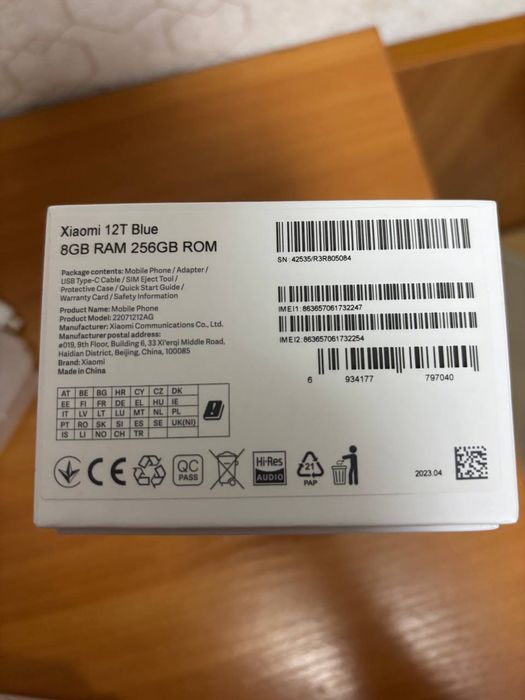 Xiaomi 12T Blue
8GB RAM 256GB ROM
Package contents: Mobile Phone / Adapter /
USB Type-C Cable / SIM Eject Tool /
Protective Case / Quick Start Guide /
Warranty Card / Safety Information
Product Name: Mobile Phone
Product Model: 22071212AG
Manufacturer: Xiaomi Communications Co., Ltd.
Manufacturer postal address:
#019, 9th Floor, Building 6, 33 Xi'erqi Middle Road,
Haidian District, Beijing, China, 100085
Brand: Xiaomi
Made in China
SN: 42535/R3R805084
IMEI1: 863657061732247
IMEI2: 863657061732254
6 934177 797040
AT BE BG HR CY CZ DK
EE FI FR DE EL HU IE
IT LV LT LU MT NL PL
PT RO SK SI ES SE UK(NI)
IS LI NO CH TR
CE
QC
PASS
Hi-Res
AUDIO
21
PAP
2023.04